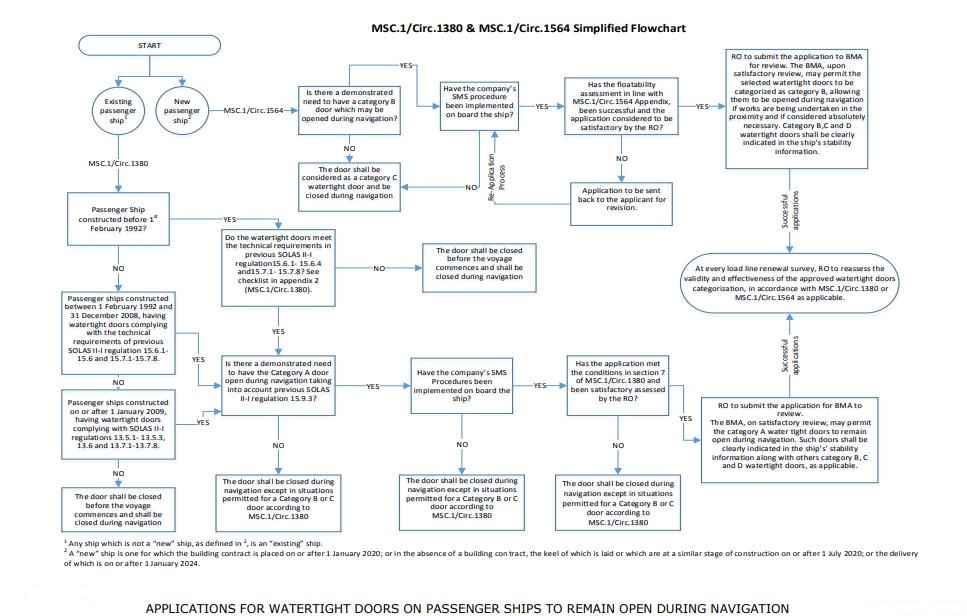 MSC.1/Circ.1380 & MSC.1/Circ.1564 Simplified Flowchart
START
Existing
passenger
ship1
New
passenger
ship2
MSC.1/Circ.1564
Is there a demonstrated
need to have a category B
door which may be
opened during navigation?
YES
Have the company's
SMS procedure
been implemented
on board the ship?
YES
Has the floatability
assessment in line with
MSC.1/Circ.1564 Appendix,
been successful and the
application considered to be
satisfactory by the RO?
YES
RO to submit the application to BMA
for review. The BMA, upon
satisfactory review, may permit the
selected watertight doors to be
categorized as category B, allowing
them to be opened during navigation
if works are being undertaken in the
proximity and if considered absolutely
necessary. Category B,C and D
watertight doors shall be clearly
indicated in the ship's stability
information.
NO
The door shall be
considered as a category C
watertight door and be
closed during navigation
NO
Re-Application
Process
NO
Application to be sent
back to the applicant for
revision.
Successful
applications
MSC.1/Circ.1380
Passenger Ship
constructed before 1st
February 1992?
YES
Do the watertight doors meet
the technical requirements in
previous SOLAS II-I
regulation15.6.1- 15.6.4
and15.7.1- 15.7.8? See
checklist in appendix 2
(MSC.1/Circ.1380).
NO
The door shall be closed
before the voyage
commences and shall be
closed during navigation
At every load line renewal survey, RO to reassess the
validity and effectiveness of the approved watertight doors
categorization, in accordance with MSC.1/Circ.1380 or
MSC.1/Circ.1564 as applicable.
NO
Passenger ships constructed
between 1 February 1992 and
31 December 2008, having
watertight doors complying
with the technical
requirements of previous
SOLAS II-I regulation 15.6.1-
15.6 and 15.7.1-15.7.8.
YES
YES
Is there a demonstrated need
to have the Category A door
open during navigation taking
into account previous SOLAS
II-I regulation 15.9.3?
YES
Have the company's SMS
Procedures been
implemented on board the
ship?
YES
Has the application met
the conditions in section 7
of MSC.1/Circ.1380 and
been satisfactory assessed
by the RO?
YES
Successful
applications
RO to submit the application for BMA to
review.
The BMA, on satisfactory review, may permit
the category A water tight doors to remain
open during navigation. Such doors shall be
clearly indicated in the ships' stability
information along with others category B, C
and D watertight doors, as applicable.
NO
Passenger ships constructed
on or after 1 January 2009,
having watertight doors
complying with SOLAS II-I
regulations 13.5.1- 13.5.3,
13.6 and 13.7.1-13.7.8.
YES
NO
The door shall be closed
before the voyage
commences and shall be
closed during navigation
NO
The door shall be closed during
navigation except in situations
permitted for a Category B or C
door according to
MSC.1/Circ.1380
NO
The door shall be closed during
navigation except in situations
permitted for a Category B or C
door according to
MSC.1/Circ.1380
NO
The door shall be closed during
navigation except in situations
permitted for a Category B or C
door according to
MSC.1/Circ.1380
1 Any ship which is not a "new" ship, as defined in 2, is an "existing" ship.
2 A "new" ship is one for which the building contract is placed on or after 1 January 2020; or in the absence of a building contract, the keel of which is laid or which are at a similar stage of construction on or after 1 July 2020; or the delivery
of which is on or after 1 January 2024.
APPLICATIONS FOR WATERTIGHT DOORS ON PASSENGER SHIPS TO REMAIN OPEN DURING NAVIGATION